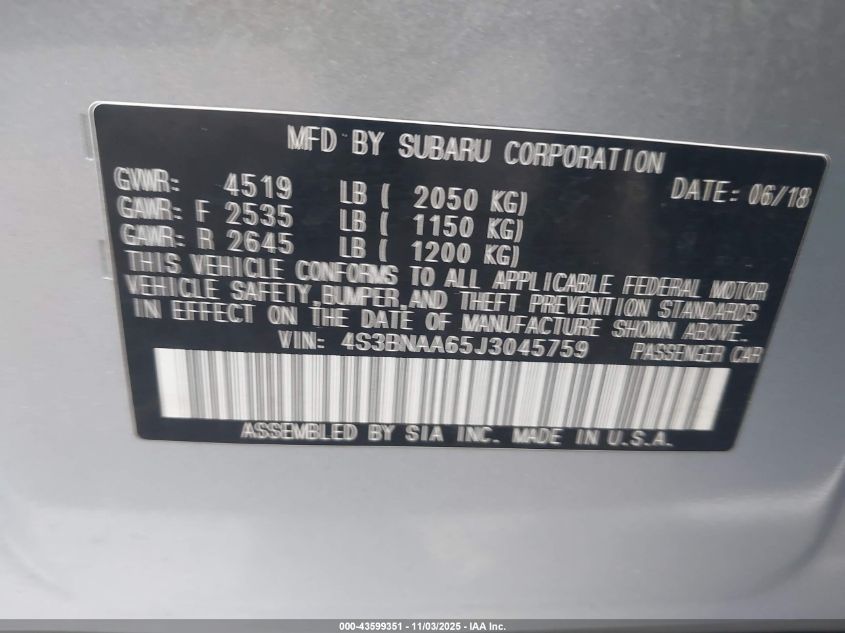 MFD BY SUBARU CORPORATION
GVWR: 4519 LB ( 2050 KG) DATE: 06/18
GAWR: F 2535 LB ( 1150 KG)
GAWR: R 2645 LB ( 1200 KG)
THIS VEHICLE CONFORMS TO ALL APPLICABLE FEDERAL MOTOR
VEHICLE SAFETY, BUMPER, AND THEFT PREVENTION STANDARDS
IN EFFECT ON THE DATE OF MANUFACTURE SHOWN ABOVE.
VIN: 4S3BNAA65J3045759 PASSENGER CAR
ASSEMBLED BY SIA INC. MADE IN U.S.A.
000-43599351 - 11/03/2025 - IAA Inc.